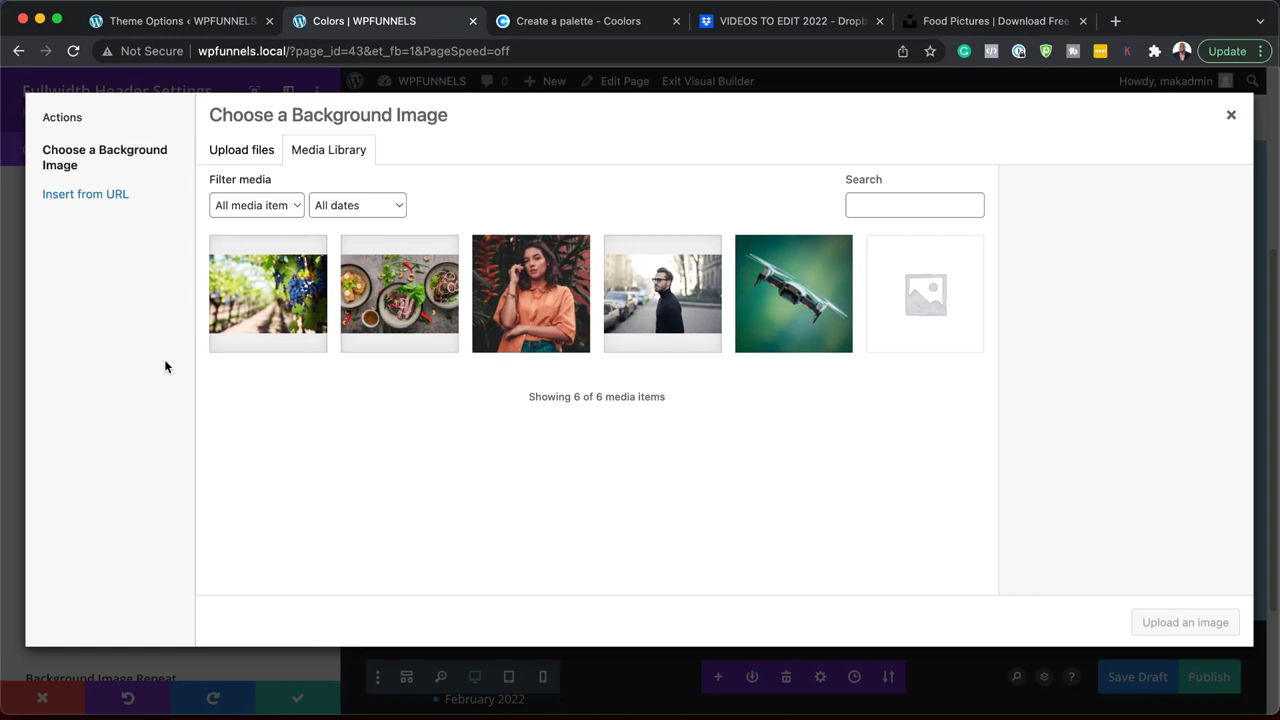 Theme Options ‹ WPFUNNELS
Colors | WPFUNNELS
Create a palette - Coolors
VIDEOS TO EDIT 2022 - Dropb
Food Pictures | Download Free
Not Secure
wpfunnels.local/?page_id=43&et_fb=1&PageSpeed=off
Update
Fullwidth Header Settings
WPFUNNELS
0
New
Edit Page
Exit Visual Builder
Howdy, makadmin
Actions
Choose a Background Image
Choose a Background
Image
Upload files
Media Library
Insert from URL
Filter media
Search
All media item
All dates
Showing 6 of 6 media items
Upload an image
Background Image Repeat
February 2022
Save Draft
Publish